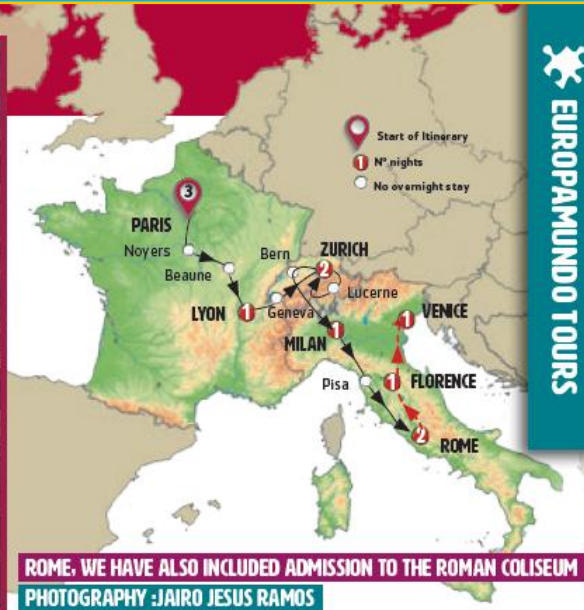 EUROPAMUNDO TOURS
Start of Itinerary
1 Nº nights
No overnight stay
3
PARIS
Noyers
Beaune
Bern
ZURICH
2
Lucerne
LYON
1
Geneva
VENICE
1
MILAN
1
Pisa
1
FLORENCE
2
ROME
ROME, WE HAVE ALSO INCLUDED ADMISSION TO THE ROMAN COLISEUM
PHOTOGRAPHY :JAIRO JESUS RAMOS